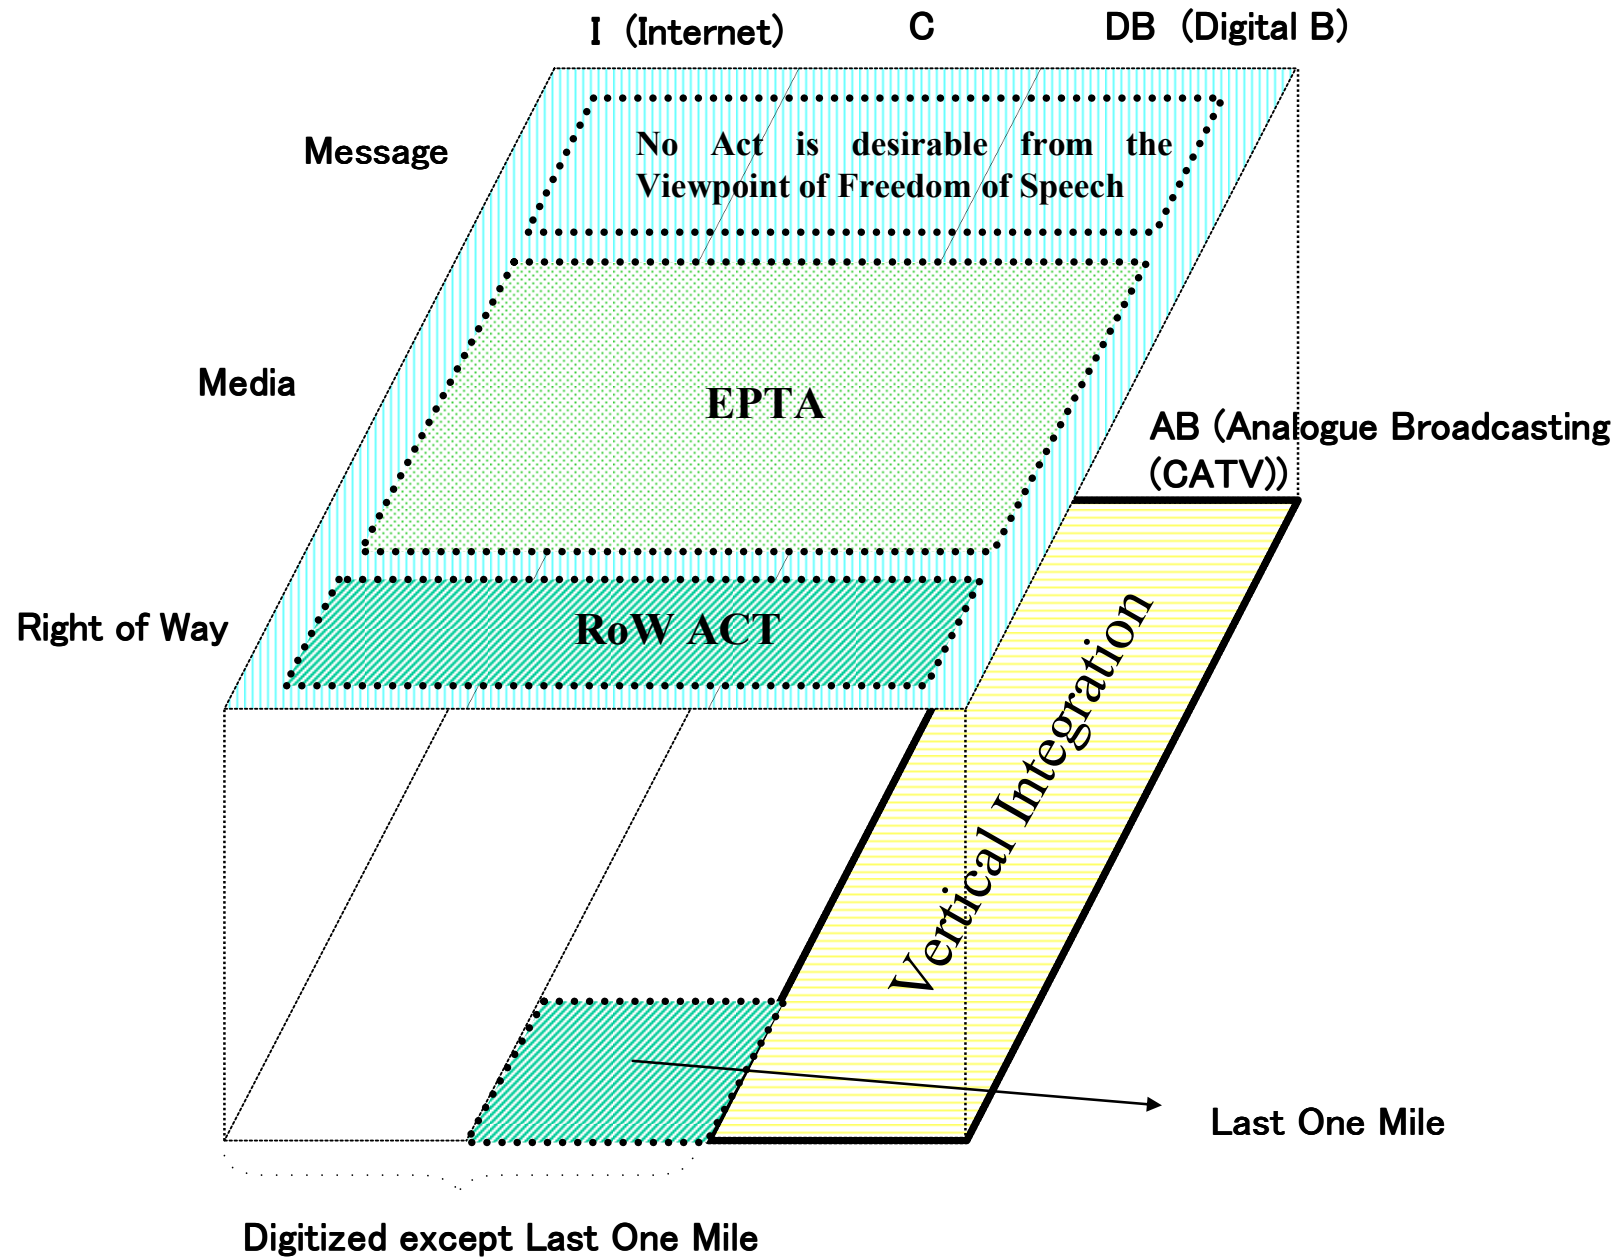 I (Internet) C DB (Digital B)
Message
No Act is desirable from the
Viewpoint of Freedom of Speech
Media
EPTA
AB (Analogue Broadcasting
(CATV))
Right of Way
RoW ACT
Vertical Integration
Last One Mile
Digitized except Last One Mile